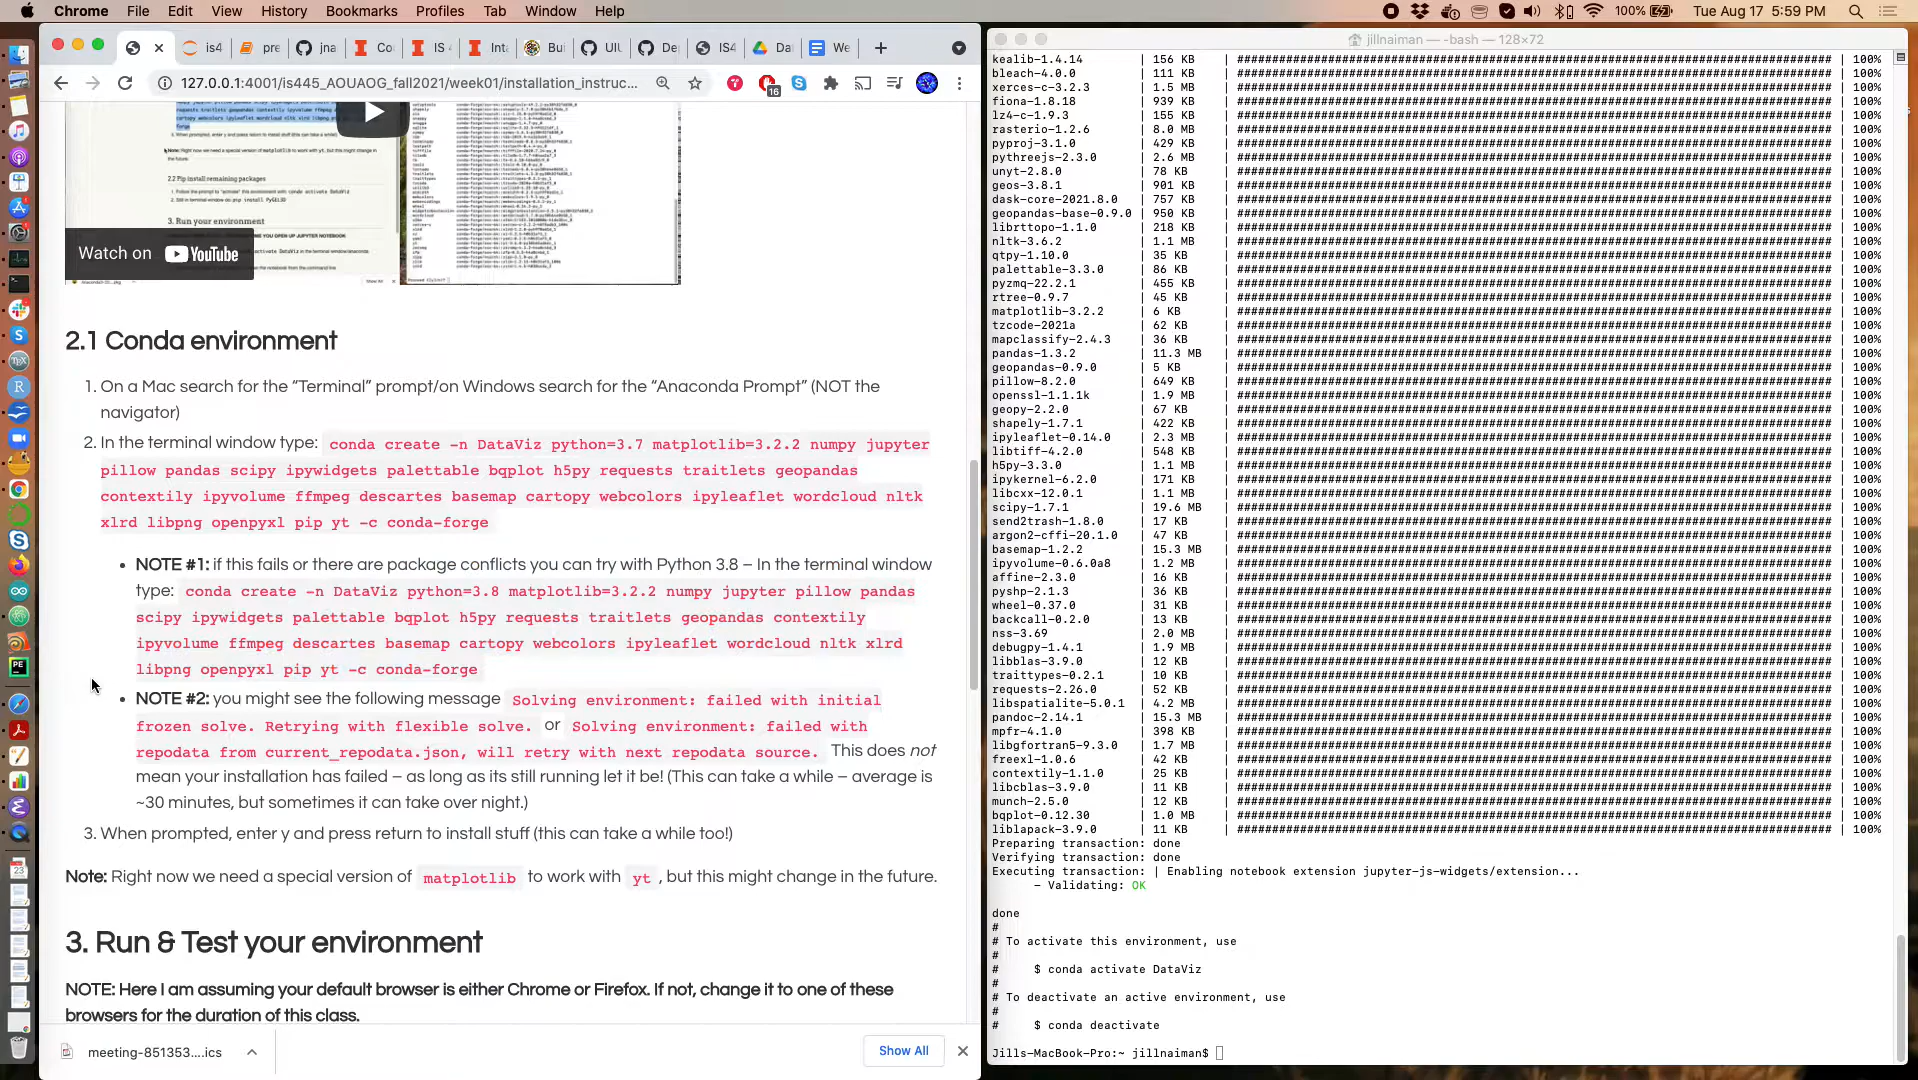 Chrome File Edit View History Bookmarks Profiles Tab Window Help 100% Tue Aug 17 5:59 PM
is4 pre jna Co IS Inte Bui UIU De IS4 Da We
127.0.0.1:4001/is445_AOUAOG_fall2021/week01/installation_instruc...
16
Watch on YouTube
2.2 Pip install remaining packages
3. Run your environment
2.1 Conda environment
1. On a Mac search for the “Terminal” prompt/on Windows search for the “Anaconda Prompt” (NOT the
navigator)
2. In the terminal window type: conda create -n DataViz python=3.7 matplotlib=3.2.2 numpy jupyter
pillow pandas scipy ipywidgets palettable bqplot h5py requests traitlets geopandas
contextily ipyvolume ffmpeg descartes basemap cartopy webcolors ipyleaflet wordcloud nltk
xlrd libpng openpyxl pip yt -c conda-forge
• NOTE #1: if this fails or there are package conflicts you can try with Python 3.8 – In the terminal window
type: conda create -n DataViz python=3.8 matplotlib=3.2.2 numpy jupyter pillow pandas
scipy ipywidgets palettable bqplot h5py requests traitlets geopandas contextily
ipyvolume ffmpeg descartes basemap cartopy webcolors ipyleaflet wordcloud nltk xlrd
libpng openpyxl pip yt -c conda-forge
• NOTE #2: you might see the following message Solving environment: failed with initial
frozen solve. Retrying with flexible solve. or Solving environment: failed with
repodata from current_repodata.json, will retry with next repodata source. This does not
mean your installation has failed – as long as its still running let it be! (This can take a while – average is
~30 minutes, but sometimes it can take over night.)
3. When prompted, enter y and press return to install stuff (this can take a while too!)
Note: Right now we need a special version of matplotlib to work with yt , but this might change in the future.
3. Run & Test your environment
NOTE: Here I am assuming your default browser is either Chrome or Firefox. If not, change it to one of these
browsers for the duration of this class.
meeting-851353....ics
Show All
jillnaiman — -bash — 128×72
kealib-1.4.14 | 156 KB | 100%
bleach-4.0.0 | 111 KB | 100%
xerces-c-3.2.3 | 1.5 MB | 100%
fiona-1.8.18 | 939 KB | 100%
lz4-c-1.9.3 | 155 KB | 100%
rasterio-1.2.6 | 8.0 MB | 100%
pyproj-3.1.0 | 429 KB | 100%
pythreejs-2.3.0 | 2.6 MB | 100%
unyt-2.8.0 | 78 KB | 100%
geos-3.8.1 | 901 KB | 100%
dask-core-2021.8.0 | 757 KB | 100%
geopandas-base-0.9.0 | 950 KB | 100%
librttopo-1.1.0 | 218 KB | 100%
nltk-3.6.2 | 1.1 MB | 100%
qtpy-1.10.0 | 35 KB | 100%
palettable-3.3.0 | 86 KB | 100%
pyzmq-22.2.1 | 455 KB | 100%
rtree-0.9.7 | 45 KB | 100%
matplotlib-3.2.2 | 6 KB | 100%
tzcode-2021a | 62 KB | 100%
mapclassify-2.4.3 | 36 KB | 100%
pandas-1.3.2 | 11.3 MB | 100%
geopandas-0.9.0 | 5 KB | 100%
pillow-8.2.0 | 649 KB | 100%
openssl-1.1.1k | 1.9 MB | 100%
geopy-2.2.0 | 67 KB | 100%
shapely-1.7.1 | 422 KB | 100%
ipyleaflet-0.14.0 | 2.3 MB | 100%
libtiff-4.2.0 | 548 KB | 100%
h5py-3.3.0 | 1.1 MB | 100%
ipykernel-6.2.0 | 171 KB | 100%
libcxx-12.0.1 | 1.1 MB | 100%
scipy-1.7.1 | 19.6 MB | 100%
send2trash-1.8.0 | 17 KB | 100%
argon2-cffi-20.1.0 | 47 KB | 100%
basemap-1.2.2 | 15.3 MB | 100%
ipyvolume-0.6.0a8 | 1.2 MB | 100%
affine-2.3.0 | 16 KB | 100%
pyshp-2.1.3 | 36 KB | 100%
wheel-0.37.0 | 31 KB | 100%
backcall-0.2.0 | 13 KB | 100%
nss-3.69 | 2.0 MB | 100%
debugpy-1.4.1 | 1.9 MB | 100%
libblas-3.9.0 | 12 KB | 100%
traittypes-0.2.1 | 10 KB | 100%
requests-2.26.0 | 52 KB | 100%
libspatialite-5.0.1 | 4.2 MB | 100%
pandoc-2.14.1 | 15.3 MB | 100%
mpfr-4.1.0 | 398 KB | 100%
libgfortran5-9.3.0 | 1.7 MB | 100%
freexl-1.0.6 | 42 KB | 100%
contextily-1.1.0 | 25 KB | 100%
libcblas-3.9.0 | 11 KB | 100%
munch-2.5.0 | 12 KB | 100%
bqplot-0.12.30 | 1.0 MB | 100%
liblapack-3.9.0 | 11 KB | 100%
Preparing transaction: done
Verifying transaction: done
Executing transaction: | Enabling notebook extension jupyter-js-widgets/extension...
- Validating: OK
done
#
# To activate this environment, use
#
# $ conda activate DataViz
#
# To deactivate an active environment, use
#
# $ conda deactivate
Jills-MacBook-Pro:~ jillnaiman$